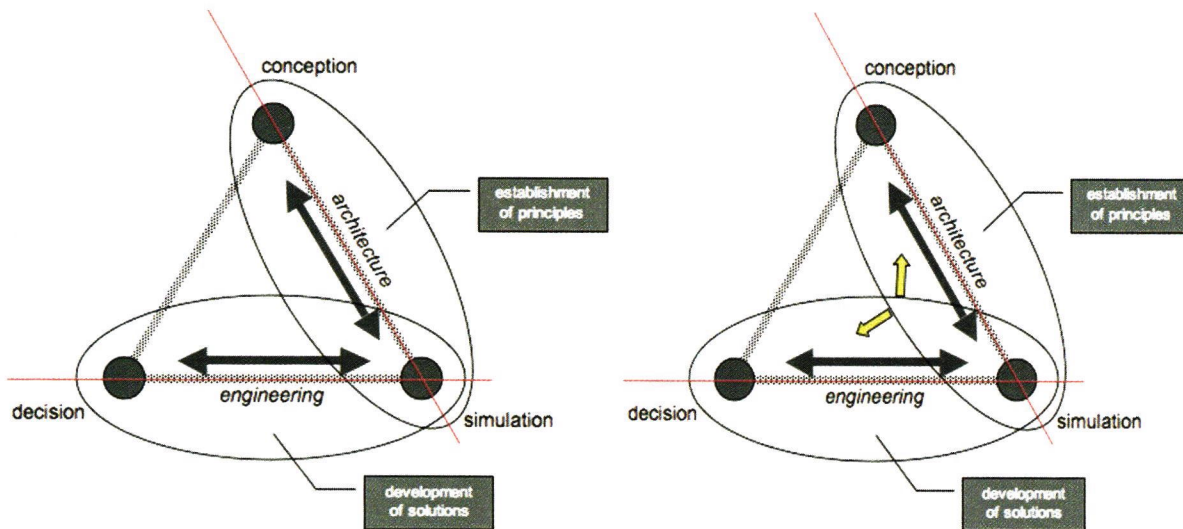 conception
establishment
of principles
architecture
engineering
decision
simulation
development
of solutions
conception
establishment
of principles
architecture
engineering
decision
simulation
development
of solutions